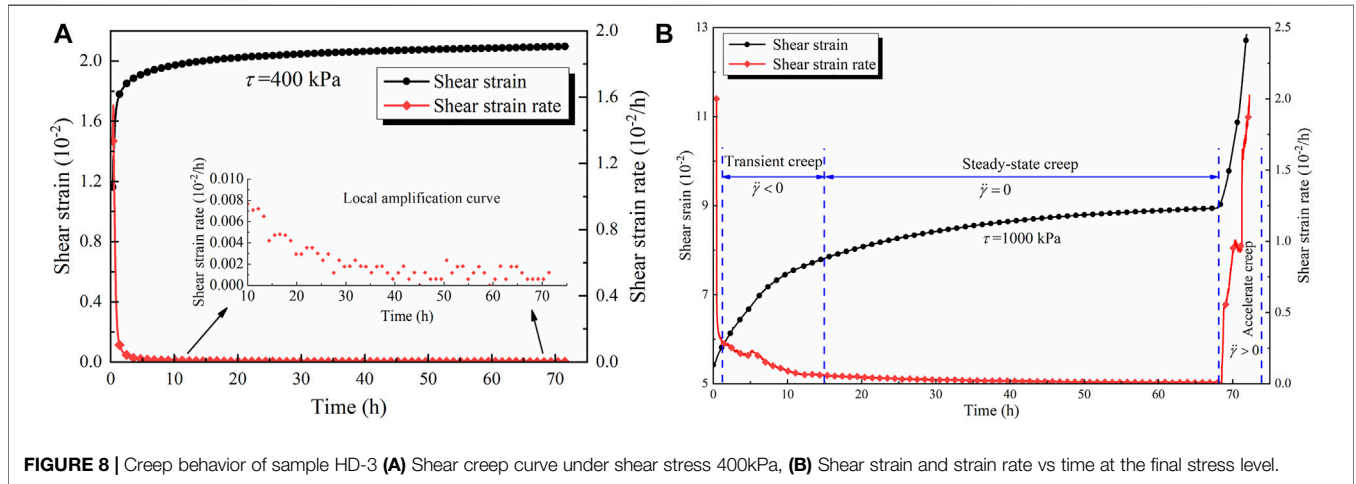 A
2.0
1.6
1.2
0.8
0.4
0.0
Shear strain (10⁻²)
τ =400 kPa
Shear strain
Shear strain rate
2.0
1.6
1.2
0.8
0.4
0.0
Shear strain rate (10⁻²/h)
0.010
0.008
0.006
0.004
0.002
0.000
Shear strain rate (10⁻²/h)
Local amplification curve
10 20 30 40 50 60 70
Time (h)
0 10 20 30 40 50 60 70
Time (h)
B
13
11
9
7
5
Shear srain (10⁻²)
Shear strain
Shear strain rate
2.5
2.0
1.5
1.0
0.5
0.0
Shear strain rate (10⁻²/h)
Transient creep
γ̈ < 0
Steady-state creep
γ̈ = 0
τ=1000 kPa
Accelerate creep
γ̈ > 0
0 10 20 30 40 50 60 70
Time (h)
FIGURE 8 | Creep behavior of sample HD-3 (A) Shear creep curve under shear stress 400kPa, (B) Shear strain and strain rate vs time at the final stress level.